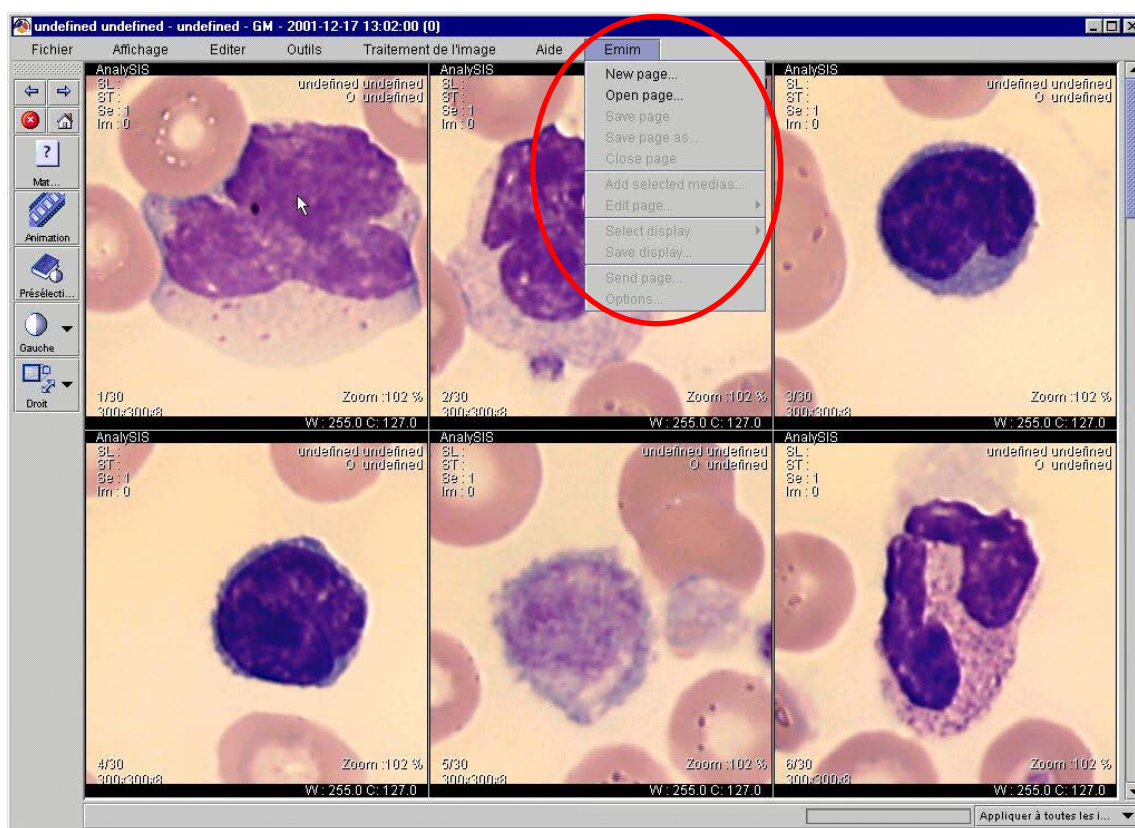 undefined undefined - undefined - GM - 2001-12-17 13:02:00 (0)
Fichier Affichage Editer Outils Traitement de l'image Aide Emim
New page...
Open page...
Save page
Save page as...
Close page
Add selected medias...
Edit page...
Select display
Save display...
Send page...
Options...
?
Mat...
Animation
Présélecti...
Gauche
Droit
AnalySIS
SL :
ST :
Se : 1
Im : 0
undefined undefined
O undefined
1/30
300x300x8
Zoom :102 %
W : 255.0 C: 127.0
AnalySIS
SL :
ST :
Se : 1
Im : 0
2/30
300x300x8
Zoom :102 %
W : 255.0 C: 127.0
AnalySIS
SL :
ST :
Se : 1
Im : 0
undefined undefined
O undefined
3/30
300x300x8
Zoom :102 %
W : 255.0 C: 127.0
AnalySIS
SL :
ST :
Se : 1
Im : 0
undefined undefined
O undefined
4/30
300x300x8
Zoom :102 %
W : 255.0 C: 127.0
AnalySIS
SL :
ST :
Se : 1
Im : 0
undefined undefined
O undefined
5/30
300x300x8
Zoom :102 %
W : 255.0 C: 127.0
AnalySIS
SL :
ST :
Se : 1
Im : 0
undefined undefined
O undefined
6/30
300x300x8
Zoom :102 %
W : 255.0 C: 127.0
Appliquer à toutes les i...